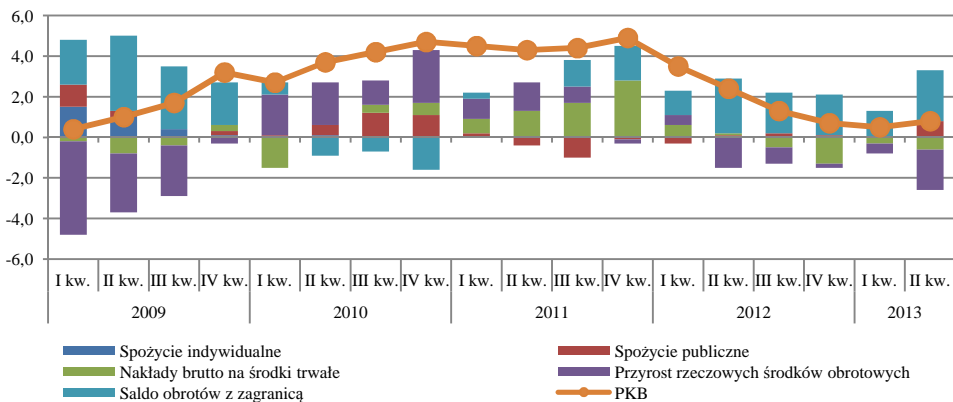 6,0
4,0
2,0
0,0
-2,0
-4,0
-6,0
I kw. II kw. III kw. IV kw. I kw. II kw. III kw. IV kw. I kw. II kw. III kw. IV kw. I kw. II kw. III kw. IV kw. I kw. II kw.
2009 2010 2011 2012 2013
Spożycie indywidualne Spożycie publiczne
Nakłady brutto na środki trwałe Przyrost rzeczowych środków obrotowych
Saldo obrotów z zagranicą PKB